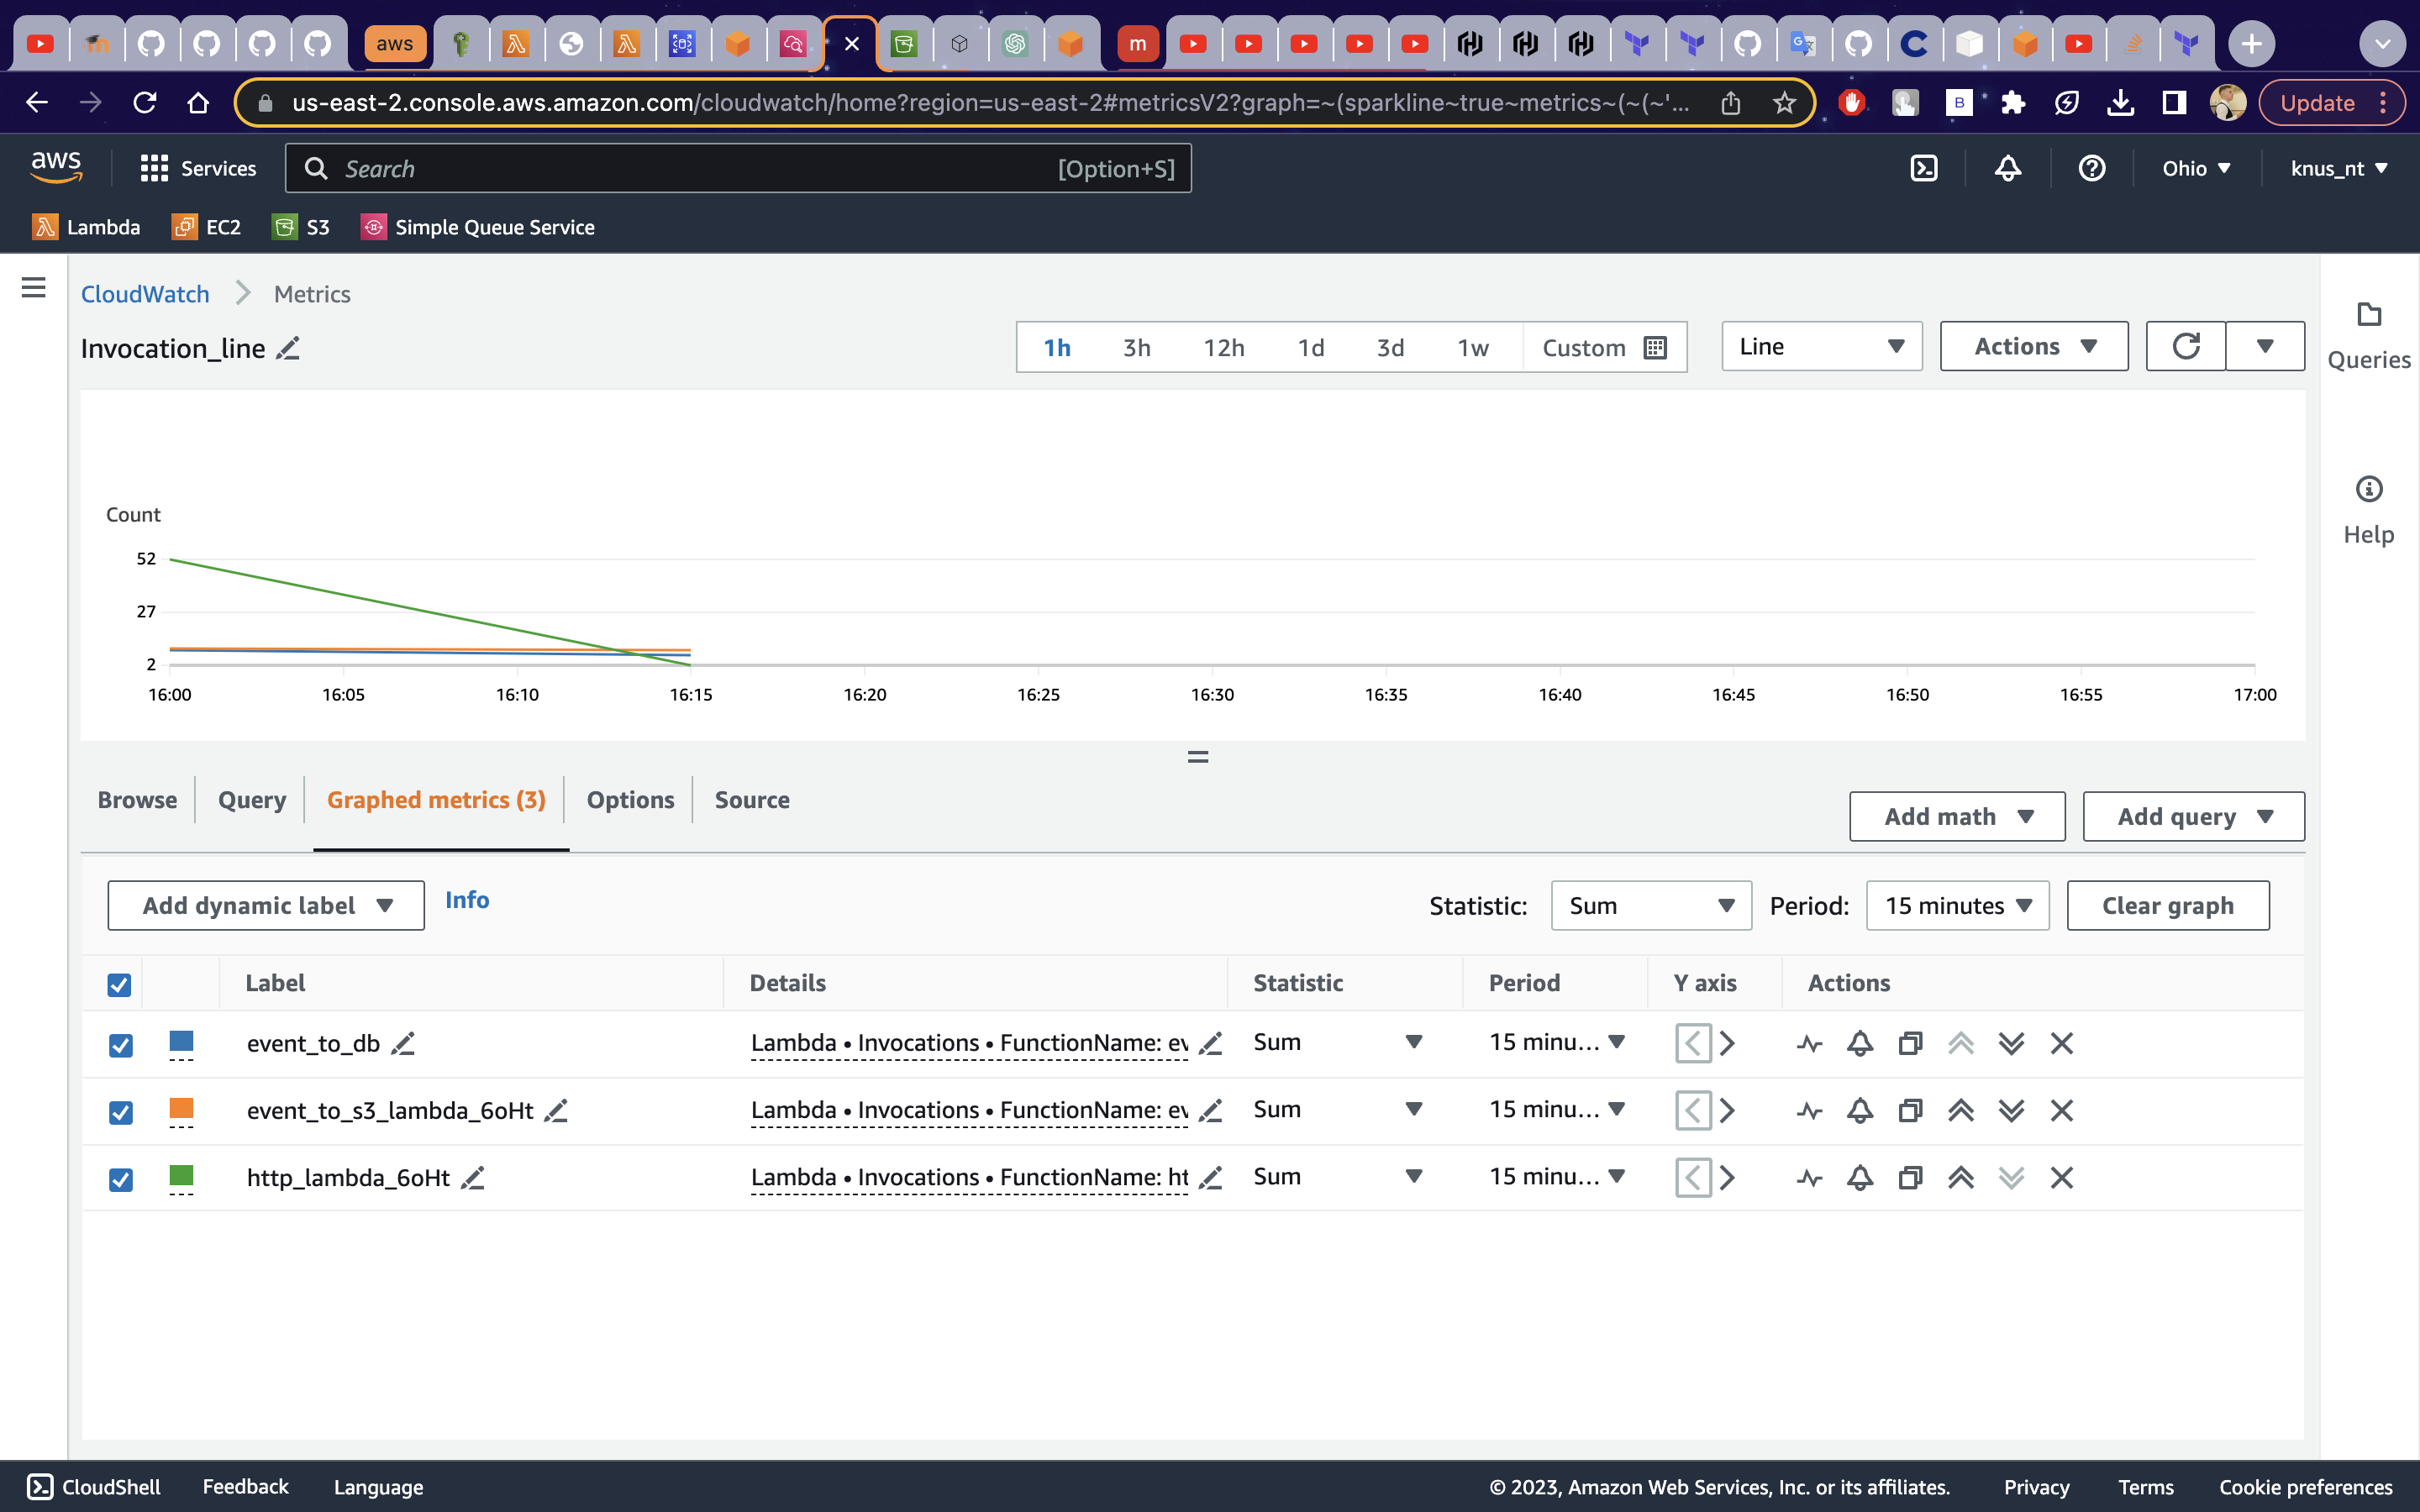 aws
m
us-east-2.console.aws.amazon.com/cloudwatch/home?region=us-east-2#metricsV2?graph=~(sparkline~true~metrics~(~(~'...
B
Update
aws
Services
Search
[Option+S]
Ohio
knus_nt
Lambda
EC2
S3
Simple Queue Service
CloudWatch
Metrics
Invocation_line
1h 3h 12h 1d 3d 1w Custom
Line
Actions
Queries
Help
Count
52
27
2
16:00 16:05 16:10 16:15 16:20 16:25 16:30 16:35 16:40 16:45 16:50 16:55 17:00
Browse Query Graphed metrics (3) Options Source
Add math
Add query
Add dynamic label
Info
Statistic: Sum
Period: 15 minutes
Clear graph
Label Details Statistic Period Y axis Actions
event_to_db Lambda • Invocations • FunctionName: ev Sum 15 minu...
event_to_s3_lambda_6oHt Lambda • Invocations • FunctionName: ev Sum 15 minu...
http_lambda_6oHt Lambda • Invocations • FunctionName: ht Sum 15 minu...
CloudShell Feedback Language © 2023, Amazon Web Services, Inc. or its affiliates. Privacy Terms Cookie preferences